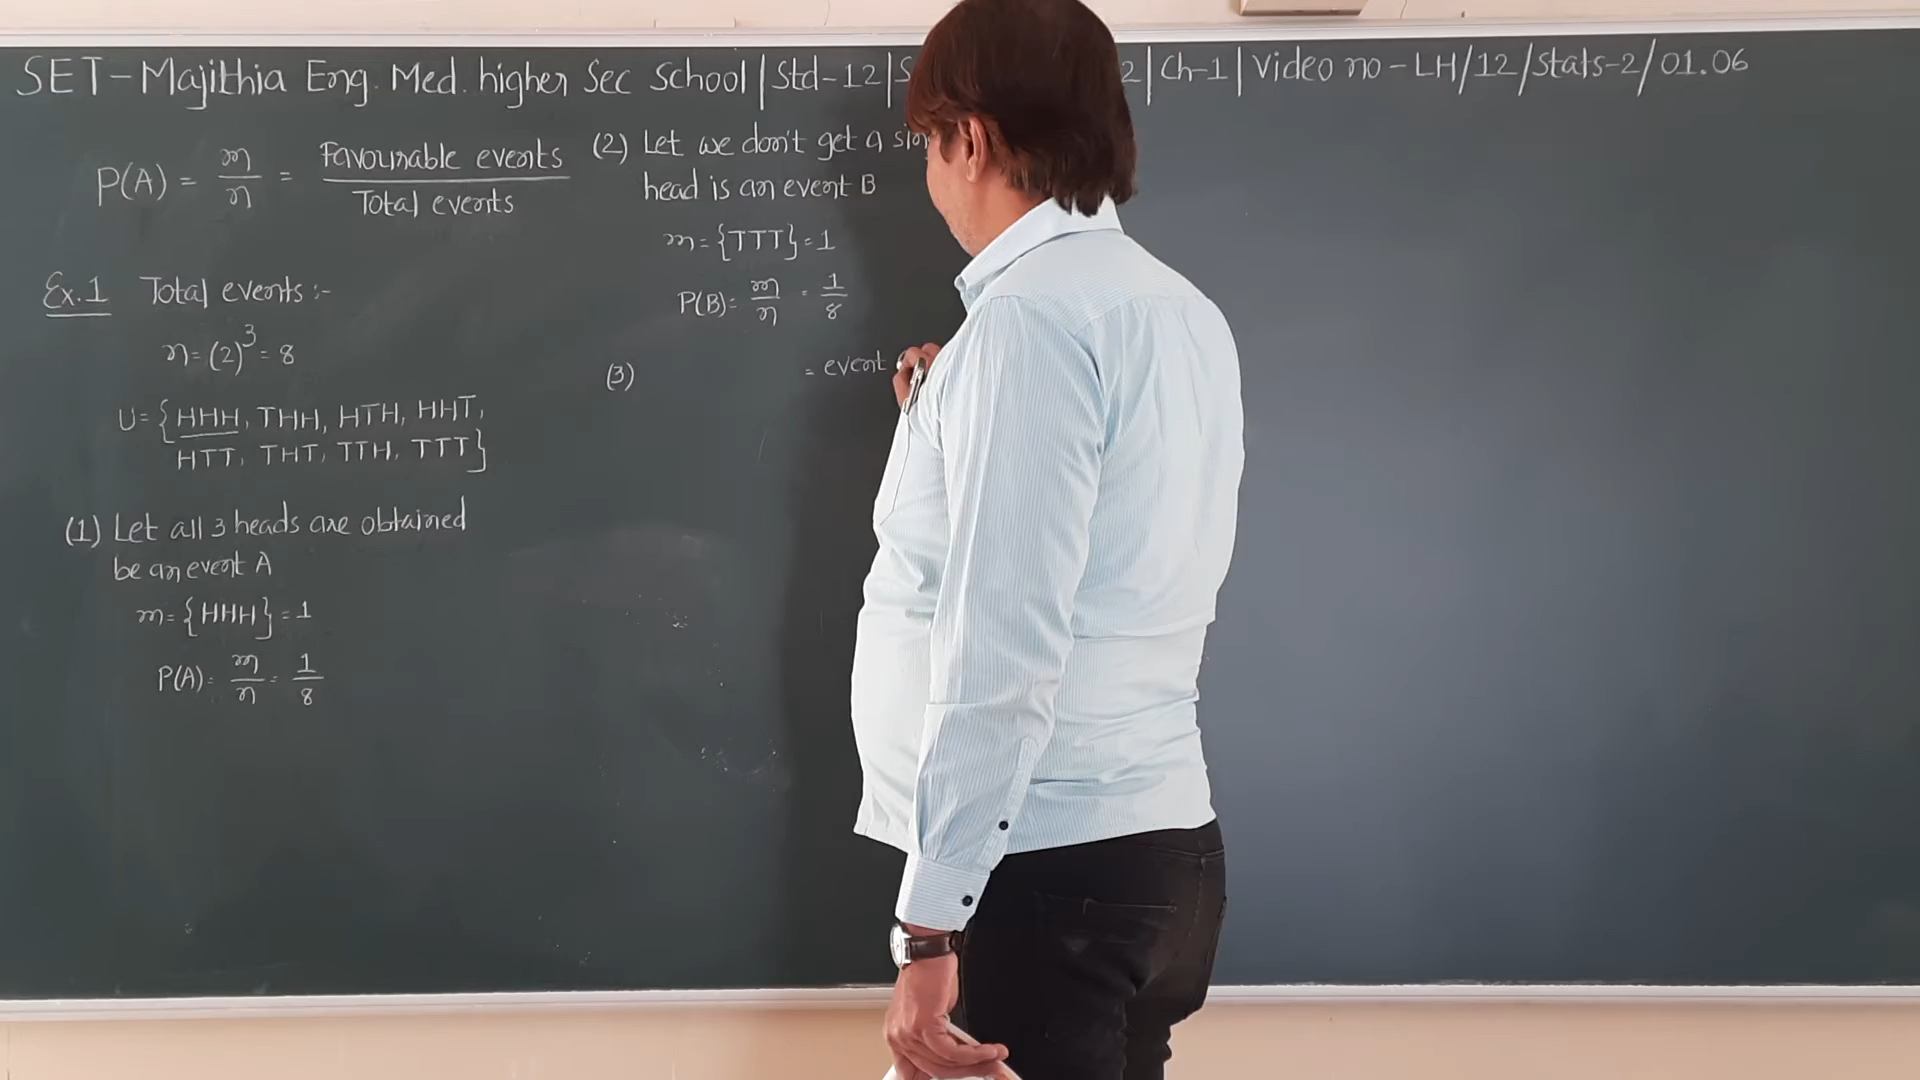 SET-Majithia Eng. Med. higher Sec School | Std-12 | S 2 | Ch-1 | Video no - LH/12/Stats-2/01.06
P(A) = m/n = Favourable events/Total events
Ex.1 Total events :-
n = (2)^3 = 8
U = {HHH, THH, HTH, HHT,
HTT, THT, TTH, TTT}
(1) Let all 3 heads are obtained
be an event A
m = {HHH} = 1
P(A) = m/n = 1/8
(2) Let we don't get a
head is an event B
m = {TTT} = 1
P(B) = m/n = 1/8
(3) = event